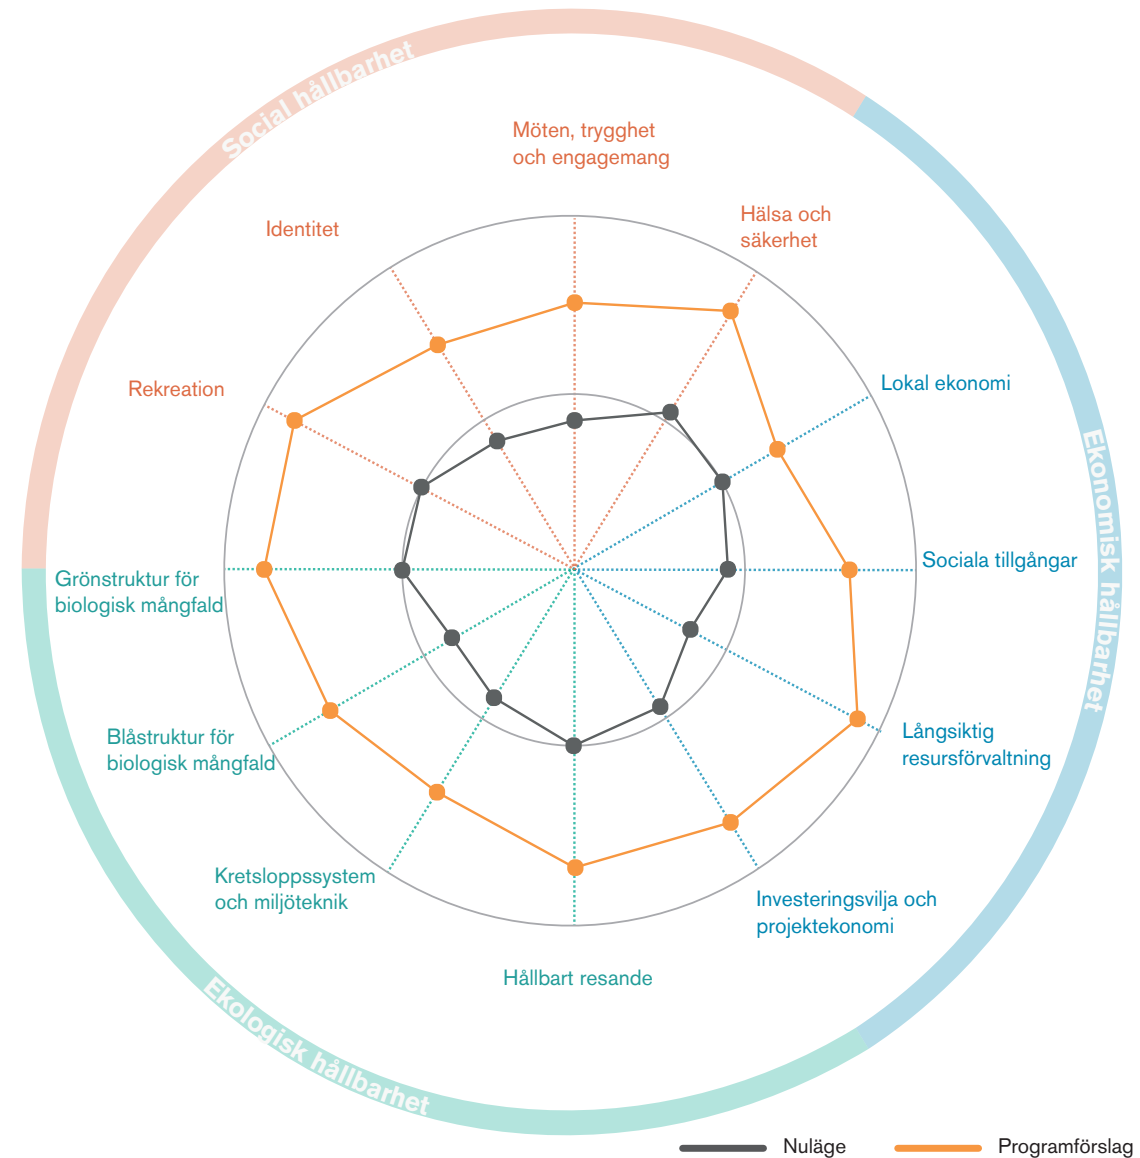 Social hållbarhet
Möten, trygghet
och engagemang
Hälsa och
säkerhet
Identitet
Lokal ekonomi
Rekreation
Ekonomisk hållbarhet
Sociala tillgångar
Grönstruktur för
biologisk mångfald
Långsiktig
resursförvaltning
Blåstruktur för
biologisk mångfald
Kretsloppssystem
och miljöteknik
Investeringsvilja och
projektekonomi
Hållbart resande
Ekologisk hållbarhet
Nuläge
Programförslag